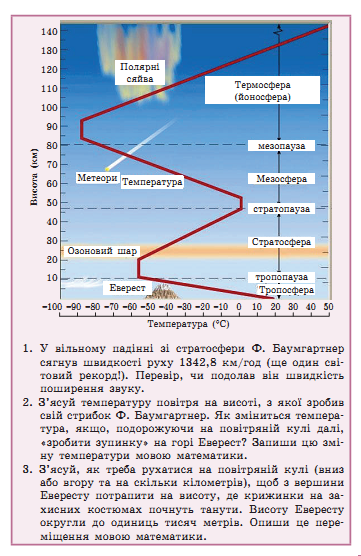 140
130
120
110
100
90
80
70
60
50
40
30
20
10
Висота (км)
Полярні
сяйва
Термосфера
(йоносфера)
мезопауза
Метеори
Температура
Мезосфера
стратопауза
Озоновий шар
Стратосфера
тропопауза
Еверест
Тропосфера
−100 −90 −80 −70 −60 −50 −40 −30 −20 −10 0 10 20 30 40 50
Температура (°C)
1. У вільному падінні зі стратосфери Ф. Баумгартнер
сягнув швидкості руху 1342,8 км/год (ще один сві-
товий рекорд!). Перевір, чи подолав він швидкість
поширення звуку.
2. З’ясуй температуру повітря на висоті, з якої зробив
свій стрибок Ф. Баумгартнер. Як зміниться темпера-
тура, якщо, подорожуючи на повітряній кулі далі,
«зробити зупинку» на горі Еверест? Запиши цю змі-
ну температури мовою математики.
3. З’ясуй, як треба рухатися на повітряній кулі (вниз
або вгору та на скільки кілометрів), щоб з вершини
Евересту потрапити на висоту, де крижинки на за-
хисних костюмах почнуть танути. Висоту Евересту
округли до одиниць тисяч метрів. Опиши це пере-
міщення мовою математики.